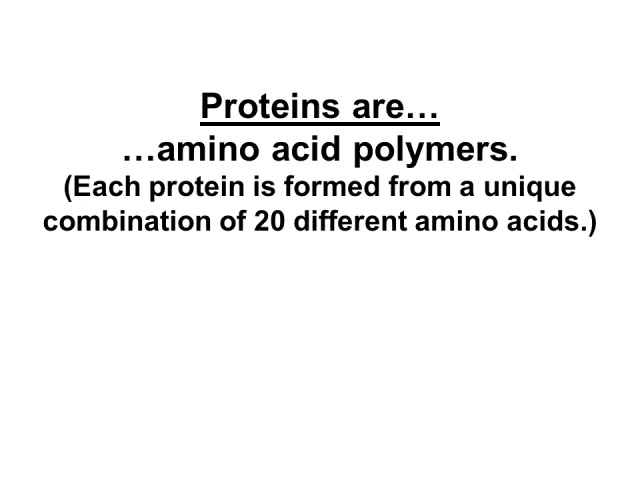 Proteins are…
…amino acid polymers.
(Each protein is formed from a unique
combination of 20 different amino acids.)